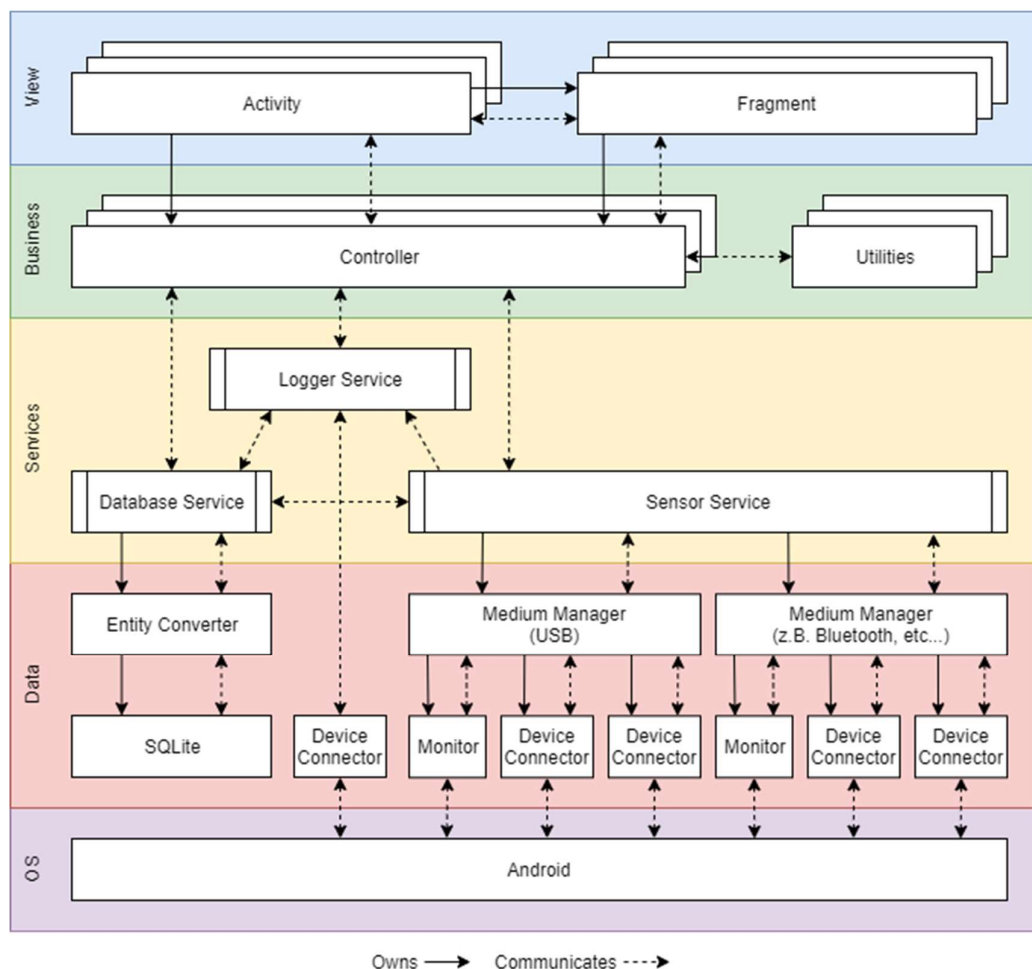 View
Activity
Fragment
Business
Controller
Utilities
Services
Logger Service
Database Service
Sensor Service
Data
Entity Converter
Medium Manager
(USB)
Medium Manager
(z.B. Bluetooth, etc...)
SQLite
Device
Connector
Monitor
Device
Connector
Device
Connector
Monitor
Device
Connector
Device
Connector
OS
Android
Owns
Communicates